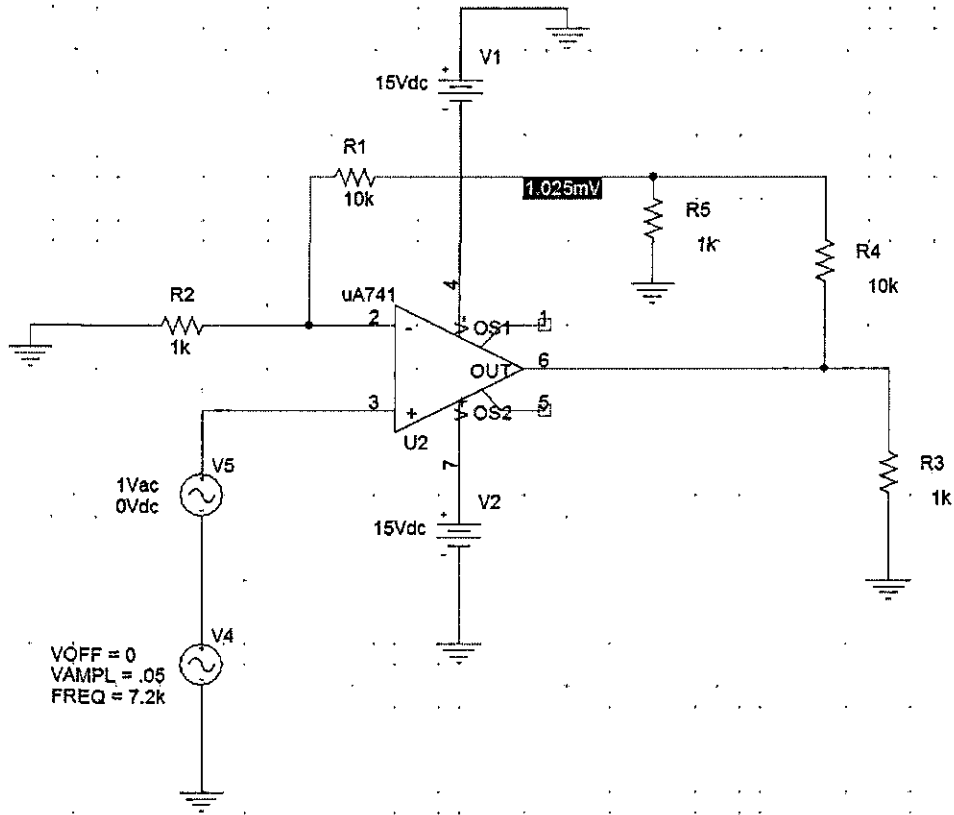 V1
15Vdc
+
-
R1
10k
1.025mV
R5
1k
R4
10k
R2
1k
uA741
4
2
-
V-
OS1
1
OUT
6
3
+
V+
OS2
5
U2
7
V5
1Vac
0Vdc
V2
15Vdc
+
-
R3
1k
V4
VOFF = 0
VAMPL = .05
FREQ = 7.2k